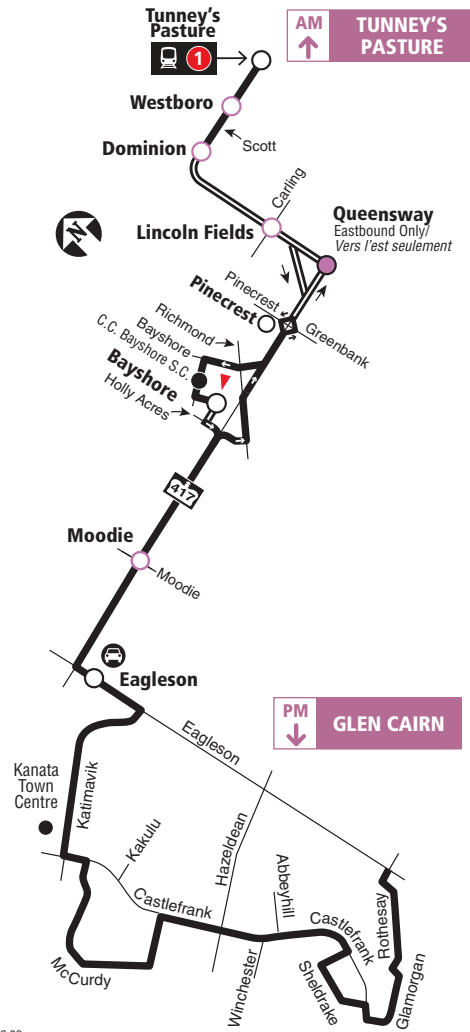 Tunney's
Pasture
1
AM
TUNNEY'S
PASTURE
Westboro
Scott
Dominion
Carling
Lincoln Fields
Queensway
Eastbound Only/
Vers l'est seulement
N
Pinecrest
Pinecrest
Greenbank
Richmond
Bayshore
C.C. Bayshore S.C.
Bayshore
Holly Acres
417
Moodie
Moodie
Eagleson
PM
GLEN CAIRN
Eagleson
Kanata
Town
Centre
Katimavik
Kakulu
Hazeldean
Abbeyhill
Castlefrank
Castlefrank
Rothesay
McCurdy
Winchester
Sheldrake
Glamorgan